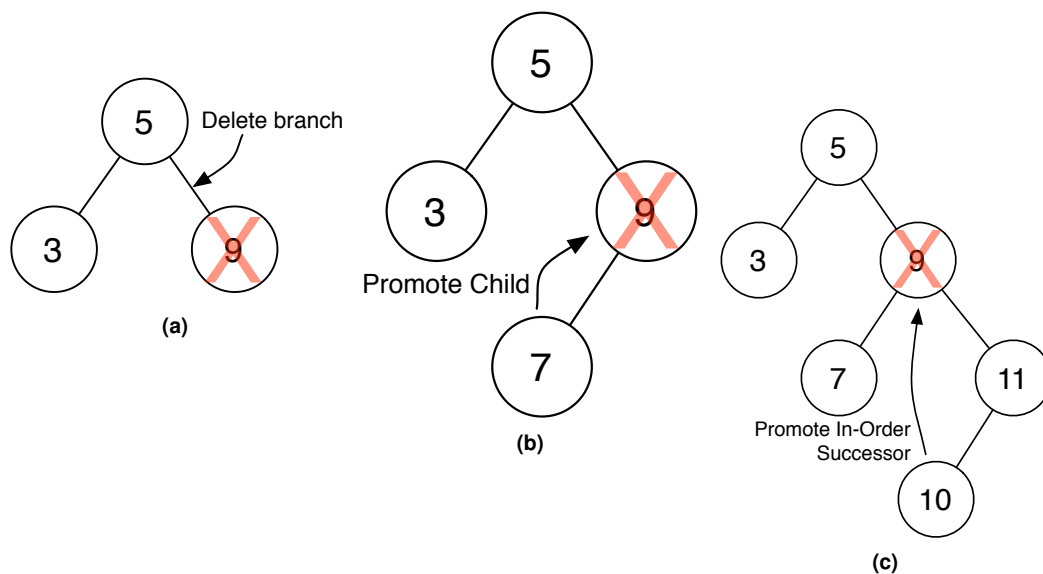 5
Delete branch
3
9
(a)
5
3
9
Promote Child
7
(b)
5
3
9
7
11
Promote In-Order
Successor
10
(c)